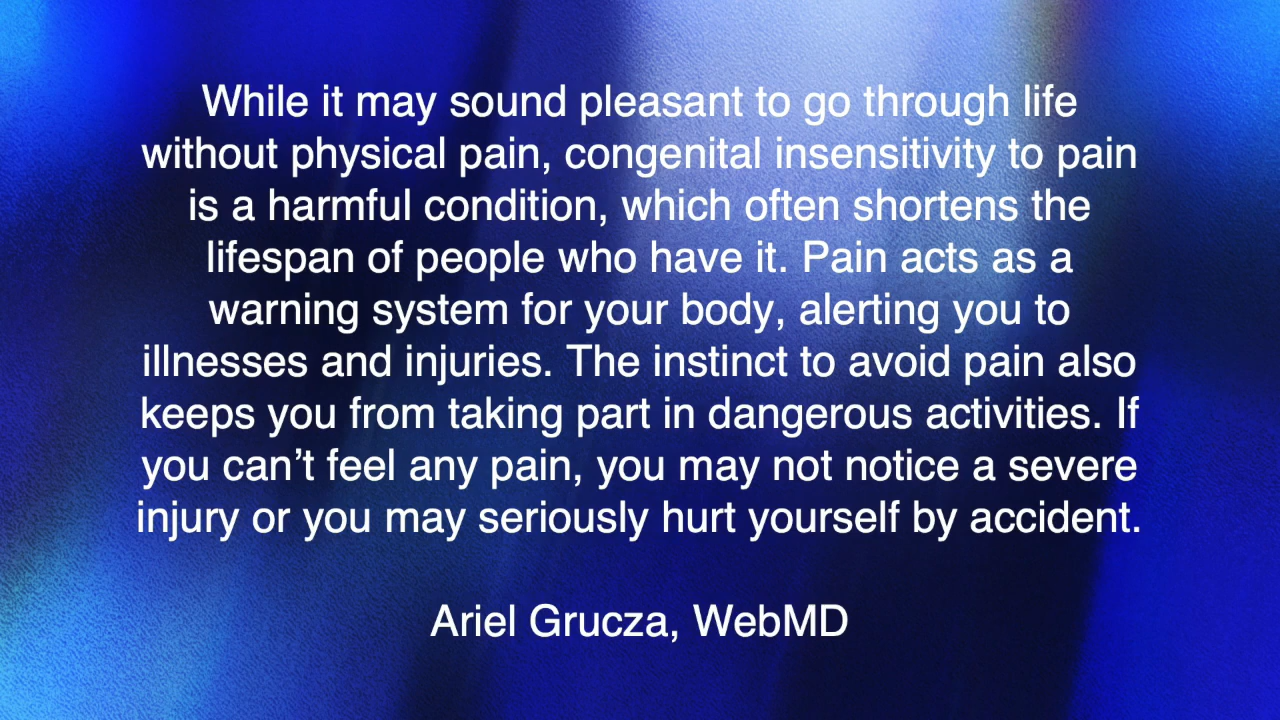 While it may sound pleasant to go through life
without physical pain, congenital insensitivity to pain
is a harmful condition, which often shortens the
lifespan of people who have it. Pain acts as a
warning system for your body, alerting you to
illnesses and injuries. The instinct to avoid pain also
keeps you from taking part in dangerous activities. If
you can’t feel any pain, you may not notice a severe
injury or you may seriously hurt yourself by accident.
Ariel Grucza, WebMD